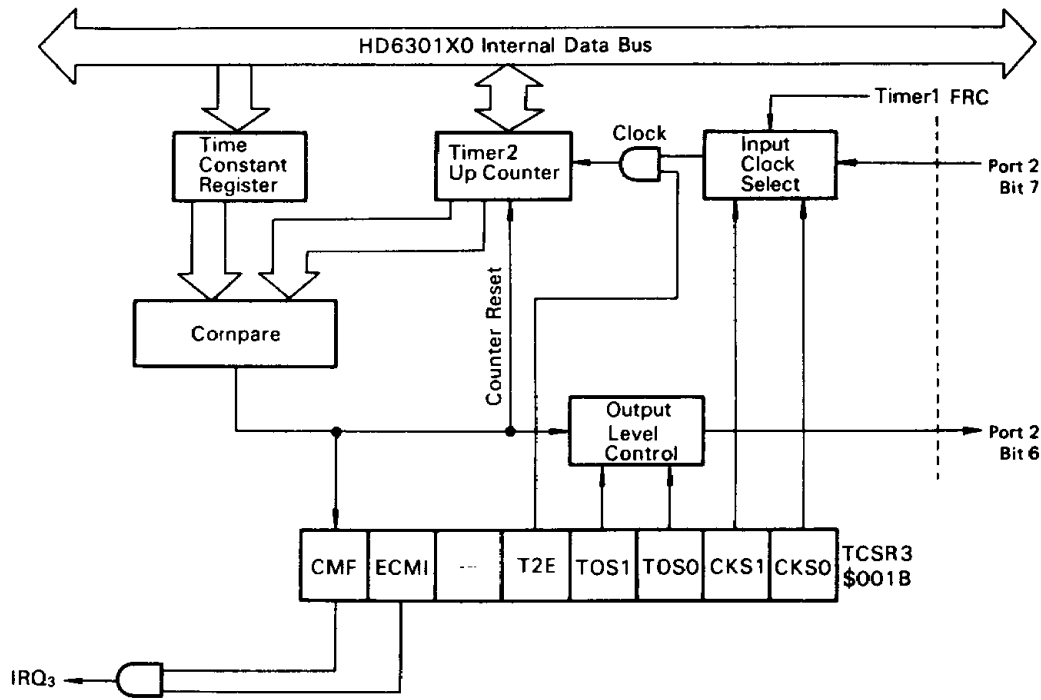 HD6301X0 Internal Data Bus
Timer1 FRC
Time
Constant
Register
Timer2
Up Counter
Clock
Input
Clock
Select
Port 2
Bit 7
Compare
Counter Reset
Output
Level
Control
Port 2
Bit 6
CMF
ECMI
---
T2E
TOS1
TOS0
CKS1
CKS0
TCSR3
$001B
IRQ₃